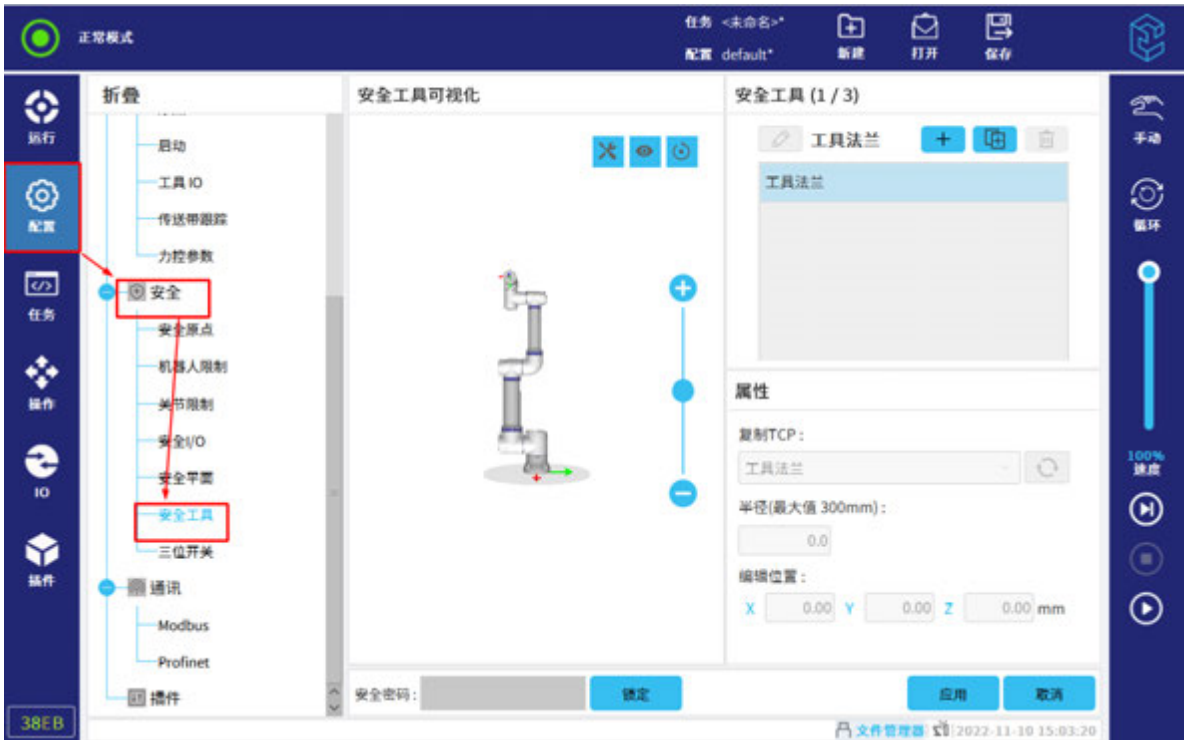 正常模式
任务 <未命名>*
配置 default*
新建
打开
保存
运行
配置
任务
操作
IO
插件
38EB
折叠
启动
工具 IO
传送带跟踪
力控参数
安全
安全原点
机器人限制
关节限制
安全I/O
安全平面
安全工具
三位开关
通讯
Modbus
Profinet
插件
安全工具可视化
安全密码:
锁定
安全工具 (1 / 3)
工具法兰
工具法兰
属性
复制TCP:
工具法兰
半径(最大值 300mm):
0.0
编辑位置:
X 0.00 Y 0.00 Z 0.00 mm
应用
取消
文件管理器 2022-11-10 15:03:20
手动
循环
100%
速度